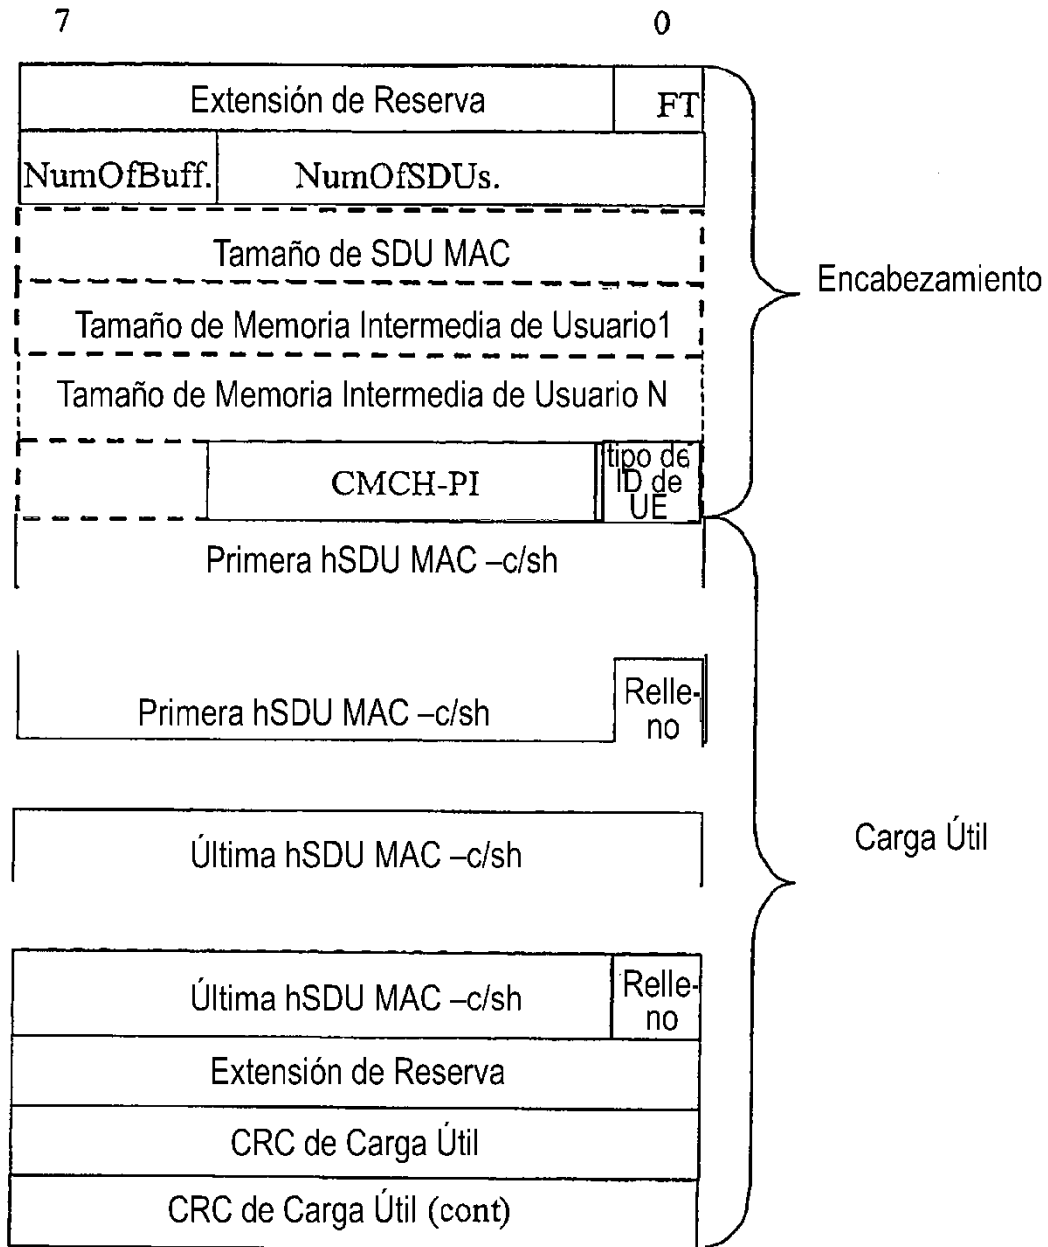 7 0
Extensión de Reserva FT
NumOfBuff. NumOfSDUs.
Tamaño de SDU MAC
Encabezamiento
Tamaño de Memoria Intermedia de Usuario1
Tamaño de Memoria Intermedia de Usuario N
CMCH-PI
tipo de
ID de
UE
Primera hSDU MAC –c/sh
Primera hSDU MAC –c/sh
Relle-
no
Carga Útil
Última hSDU MAC –c/sh
Última hSDU MAC –c/sh
Relle-
no
Extensión de Reserva
CRC de Carga Útil
CRC de Carga Útil (cont)